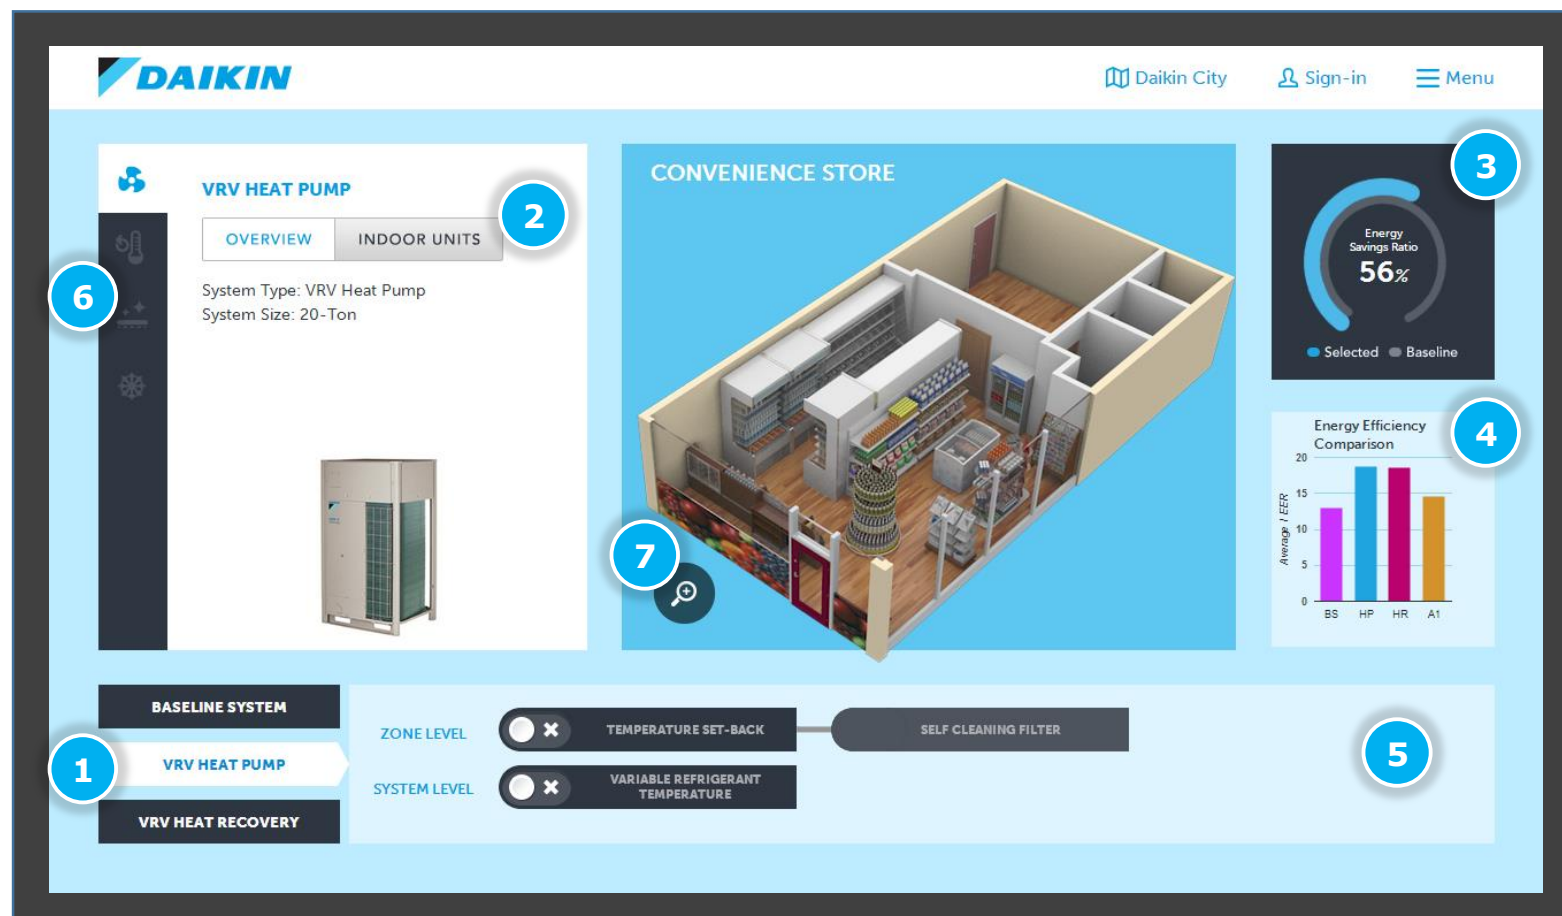 DAIKIN
Daikin City
Sign-in
Menu
VRV HEAT PUMP
OVERVIEW
INDOOR UNITS
2
System Type: VRV Heat Pump
System Size: 20-Ton
6
CONVENIENCE STORE
7
3
Energy
Savings Ratio
56%
Selected
Baseline
4
Energy Efficiency
Comparison
Average IEER
20
15
10
5
0
BS
HP
HR
A1
BASELINE SYSTEM
1
VRV HEAT PUMP
VRV HEAT RECOVERY
ZONE LEVEL
TEMPERATURE SET-BACK
SELF CLEANING FILTER
SYSTEM LEVEL
VARIABLE REFRIGERANT
TEMPERATURE
5